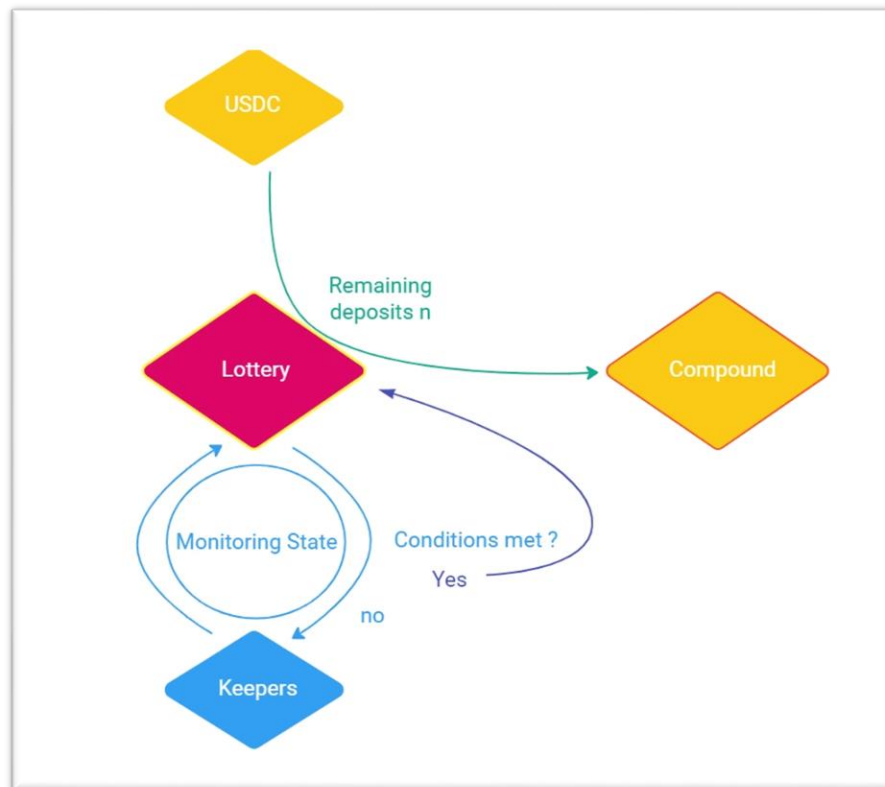 USDC
Remaining
deposits n
Lottery
Compound
Monitoring State
Conditions met ?
Yes
no
Keepers